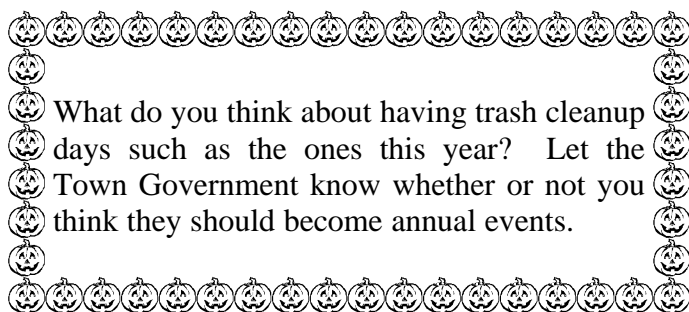 What do you think about having trash cleanup
days such as the ones this year? Let the
Town Government know whether or not you
think they should become annual events.